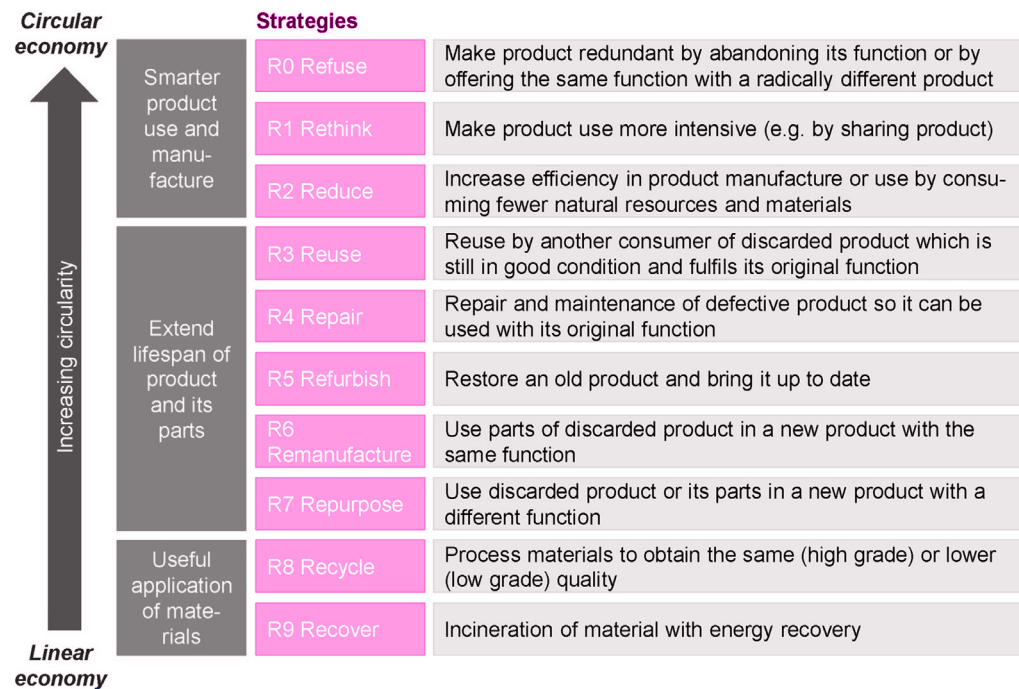 Circular
economy
Strategies
Increasing circularity
Linear
economy
Smarter
product
use and
manu-
facture
R0 Refuse
Make product redundant by abandoning its function or by
offering the same function with a radically different product
R1 Rethink
Make product use more intensive (e.g. by sharing product)
R2 Reduce
Increase efficiency in product manufacture or use by consu-
ming fewer natural resources and materials
Extend
lifespan of
product
and its
parts
R3 Reuse
Reuse by another consumer of discarded product which is
still in good condition and fulfils its original function
R4 Repair
Repair and maintenance of defective product so it can be
used with its original function
R5 Refurbish
Restore an old product and bring it up to date
R6
Remanufacture
Use parts of discarded product in a new product with the
same function
R7 Repurpose
Use discarded product or its parts in a new product with a
different function
Useful
application
of mate-
rials
R8 Recycle
Process materials to obtain the same (high grade) or lower
(low grade) quality
R9 Recover
Incineration of material with energy recovery